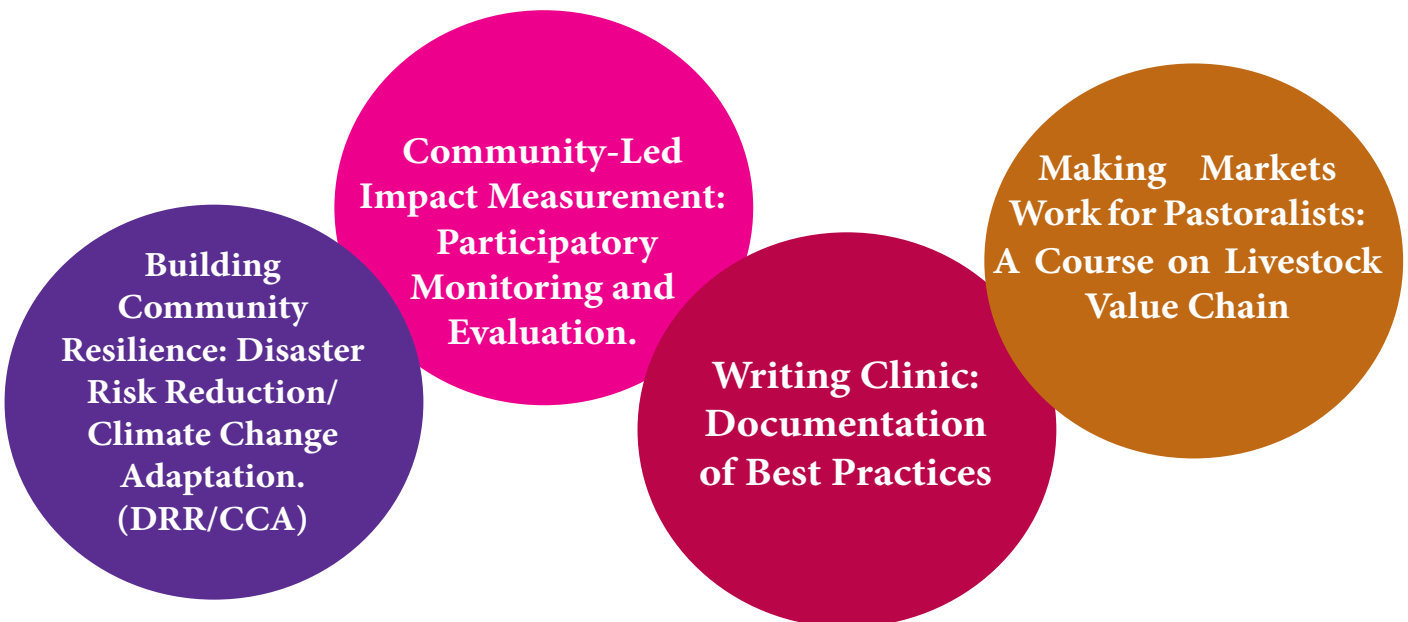 Building
Community
Resilience: Disaster
Risk Reduction/
Climate Change
Adaptation.
(DRR/CCA)
Community-Led
Impact Measurement:
Participatory
Monitoring and
Evaluation.
Writing Clinic:
Documentation
of Best Practices
Making Markets
Work for Pastoralists:
A Course on Livestock
Value Chain